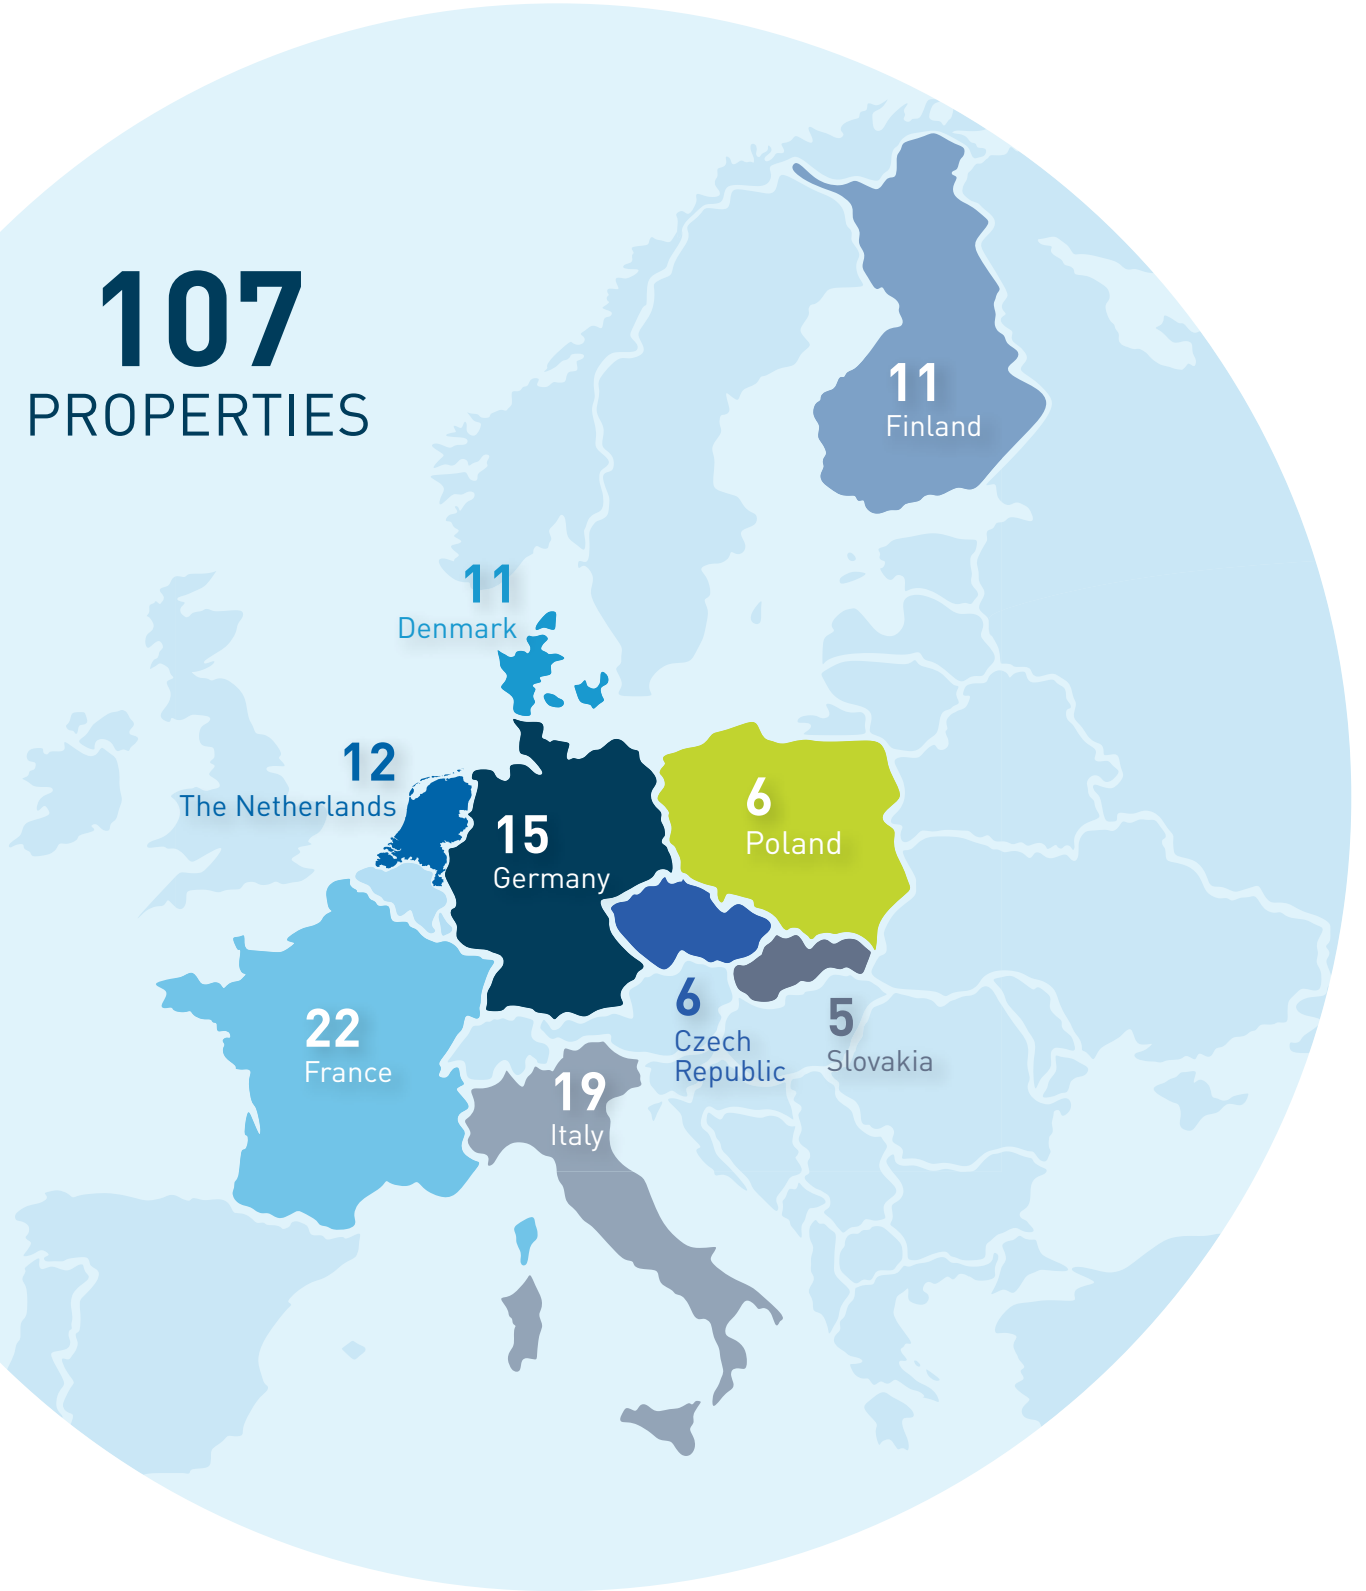 107
PROPERTIES
11
Finland
11
Denmark
12
The Netherlands
15
Germany
6
Poland
22
France
6
Czech
Republic
5
Slovakia
19
Italy